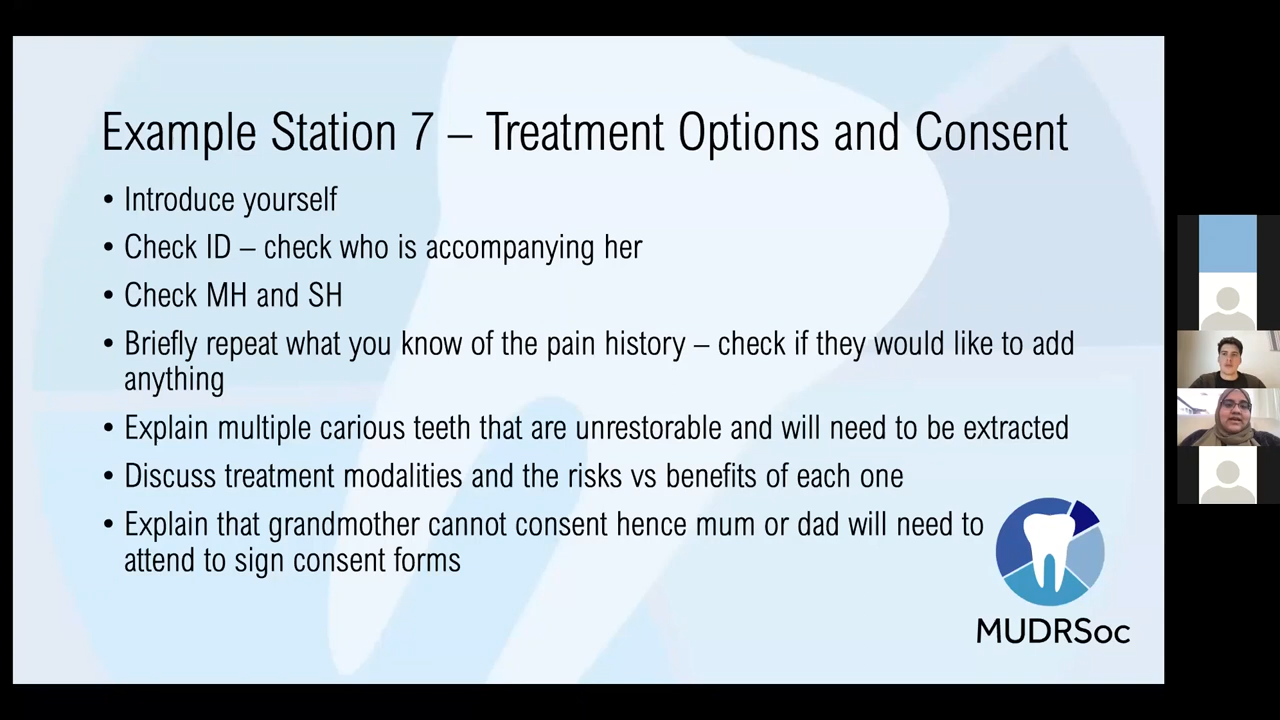 Example Station 7 – Treatment Options and Consent
• Introduce yourself
• Check ID – check who is accompanying her
• Check MH and SH
• Briefly repeat what you know of the pain history – check if they would like to add
anything
• Explain multiple carious teeth that are unrestorable and will need to be extracted
• Discuss treatment modalities and the risks vs benefits of each one
• Explain that grandmother cannot consent hence mum or dad will need to
attend to sign consent forms
MUDRSoc